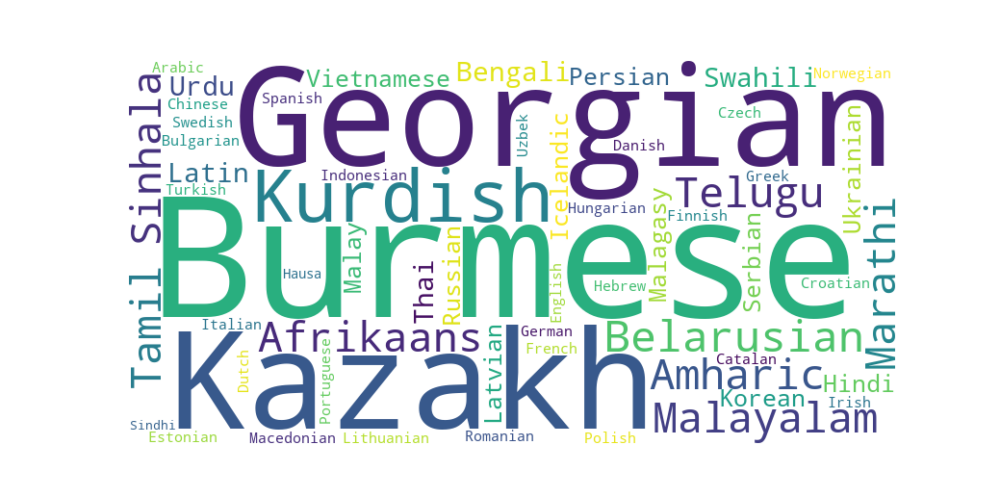 Arabic
Urdu
Chinese
Swedish
Bulgarian
Sinhala
Georgian
Spanish
Vietnamese
Bengali
Persian
Swahili
Norwegian
Czech
Danish
Uzbek
Icelandic
Ukrainian
Latin
Turkish
Indonesian
Kurdish
Hungarian
Telugu
Greek
Finnish
Malagasy
Marathi
Burmese
Malay
Hausa
Thai
Russian
English
Hebrew
Serbian
Croatian
Tamil
Italian
Afrikaans
German
French
Belarusian
Catalan
Kazakh
Dutch
Portuguese
Latvian
Amharic
Hindi
Korean
Irish
Malayalam
Sindhi
Estonian
Macedonian
Lithuanian
Romanian
Polish